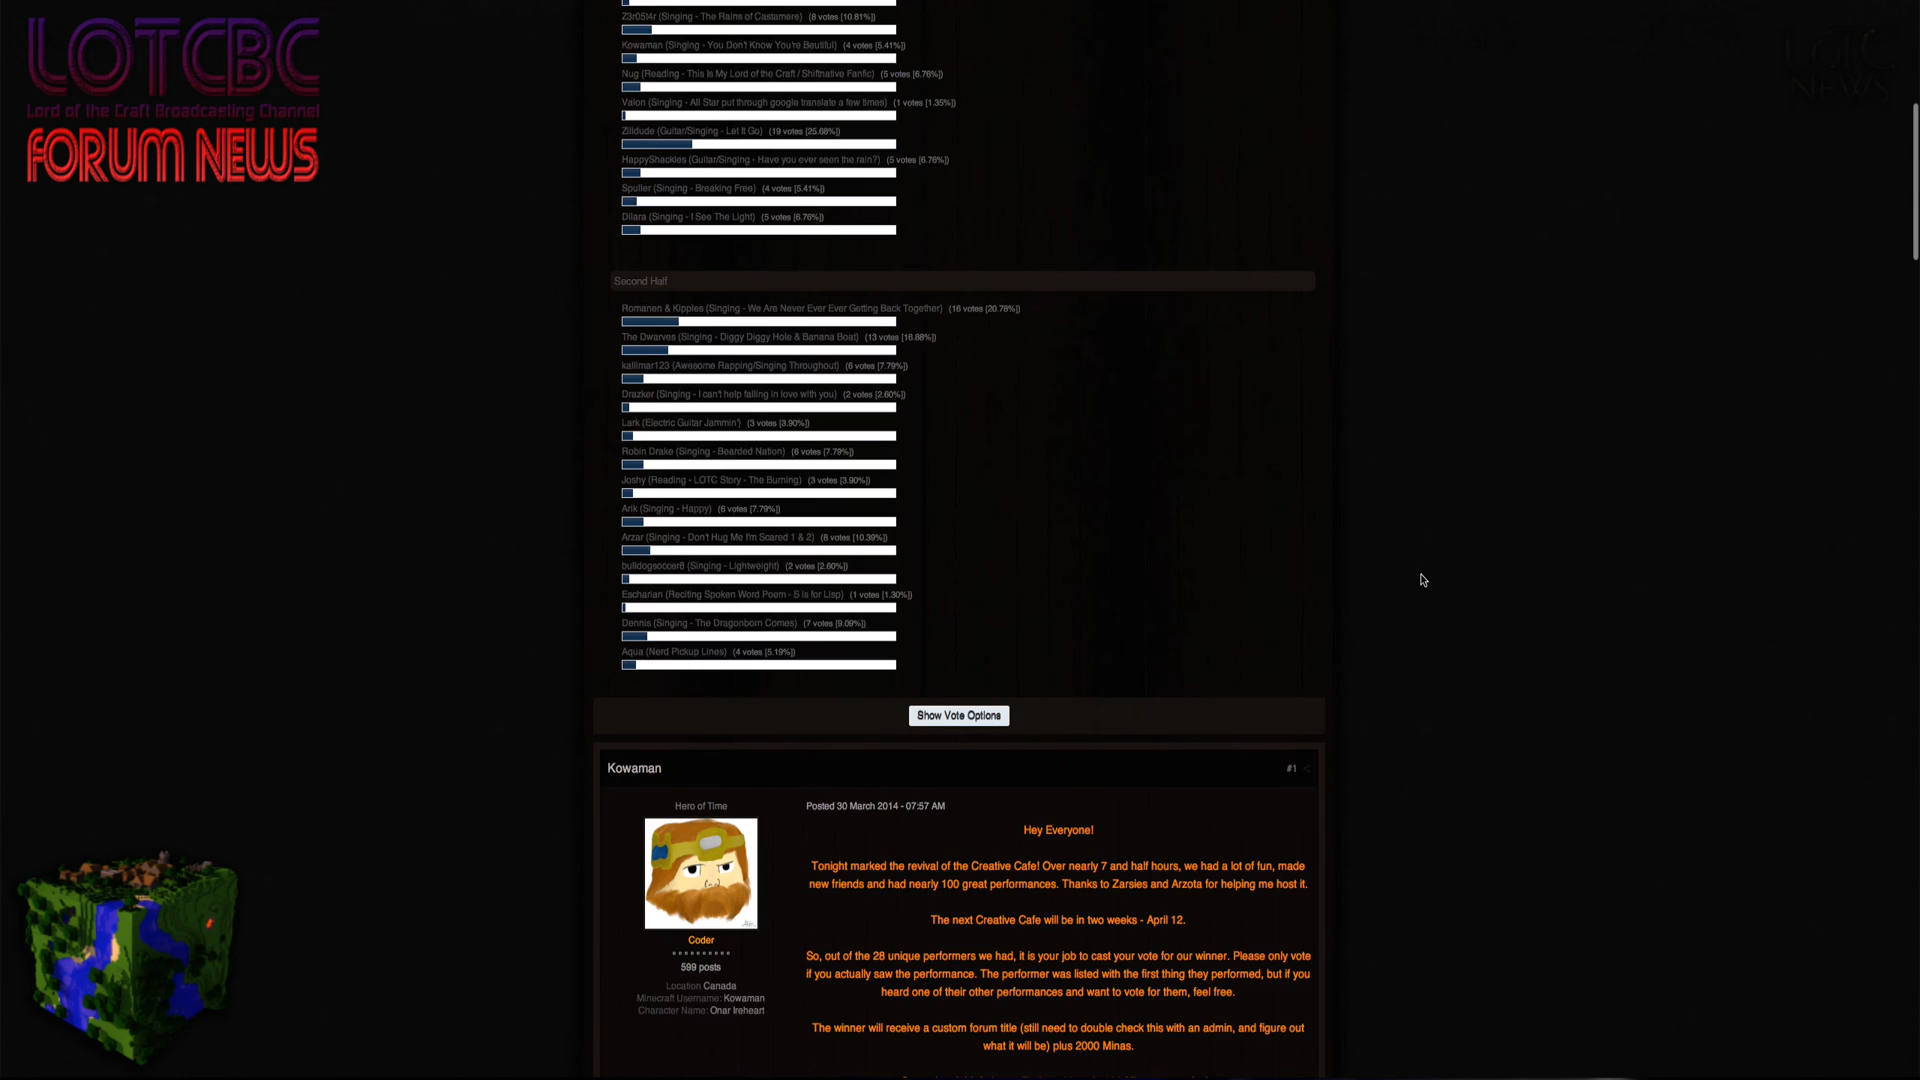 LOTCBC
Lord of the Craft Broadcasting Channel
FORUM NEWS
LOTC
NEWS
Z3r05t4r (Singing - The Rains of Castamere) (8 votes [10.81%])
Kowaman (Singing - You Don't Know You're Beutiful) (4 votes [5.41%])
Nug (Reading - This Is My Lord of the Craft / Shiftnative Fanfic) (5 votes [6.76%])
Valon (Singing - All Star put through google translate a few times) (1 votes [1.35%])
Zilldude (Guitar/Singing - Let It Go) (19 votes [25.68%])
HappyShackles (Guitar/Singing - Have you ever seen the rain?) (5 votes [6.76%])
Spuller (Singing - Breaking Free) (4 votes [5.41%])
Dilara (Singing - I See The Light) (5 votes [6.76%])
Second Half
Romanen & Kipples (Singing - We Are Never Ever Ever Getting Back Together) (16 votes [20.78%])
The Dwarves (Singing - Diggy Diggy Hole & Banana Boat) (13 votes [16.88%])
kallimar123 (Awesome Rapping/Singing Throughout) (6 votes [7.79%])
Drazker (Singing - I can't help falling in love with you) (2 votes [2.60%])
Lark (Electric Guitar Jammin') (3 votes [3.90%])
Robin Drake (Singing - Bearded Nation) (6 votes [7.79%])
Joshy (Reading - LOTC Story - The Burning) (3 votes [3.90%])
Arik (Singing - Happy) (6 votes [7.79%])
Arzar (Singing - Don't Hug Me I'm Scared 1 & 2) (8 votes [10.39%])
bulldogsoccer8 (Singing - Lightweight) (2 votes [2.60%])
Escharian (Reciting Spoken Word Poem - S is for Lisp) (1 votes [1.30%])
Dennis (Singing - The Dragonborn Comes) (7 votes [9.09%])
Aqua (Nerd Pickup Lines) (4 votes [5.19%])
Show Vote Options
Kowaman
#1
Hero of Time
Coder
599 posts
Location Canada
Minecraft Username: Kowaman
Character Name: Onar Ireheart
Posted 30 March 2014 - 07:57 AM
Hey Everyone!
Tonight marked the revival of the Creative Cafe! Over nearly 7 and half hours, we had a lot of fun, made
new friends and had nearly 100 great performances. Thanks to Zarsies and Arzota for helping me host it.
The next Creative Cafe will be in two weeks - April 12.
So, out of the 28 unique performers we had, it is your job to cast your vote for our winner. Please only vote
if you actually saw the performance. The performer was listed with the first thing they performed, but if you
heard one of their other performances and want to vote for them, feel free.
The winner will receive a custom forum title (still need to double check this with an admin, and figure out
what it will be) plus 2000 Minas.